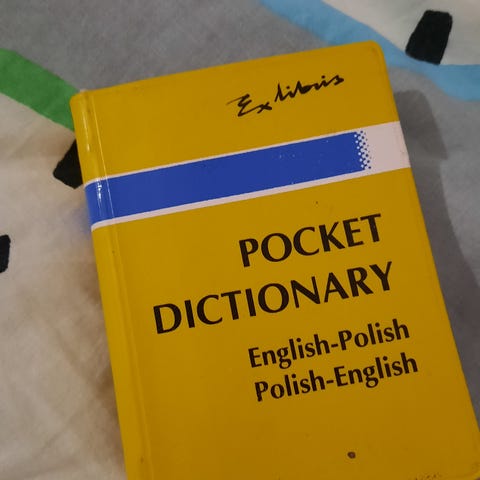 Ex libris
POCKET
DICTIONARY
English-Polish
Polish-English